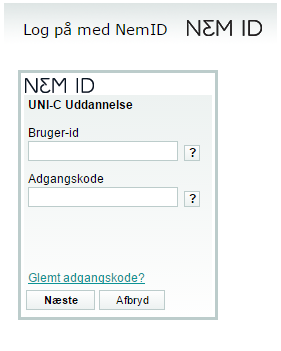 Log på med NemID NEM ID
NEM ID
UNI-C Uddannelse
Bruger-id
?
Adgangskode
?
Glemt adgangskode?
Næste Afbryd